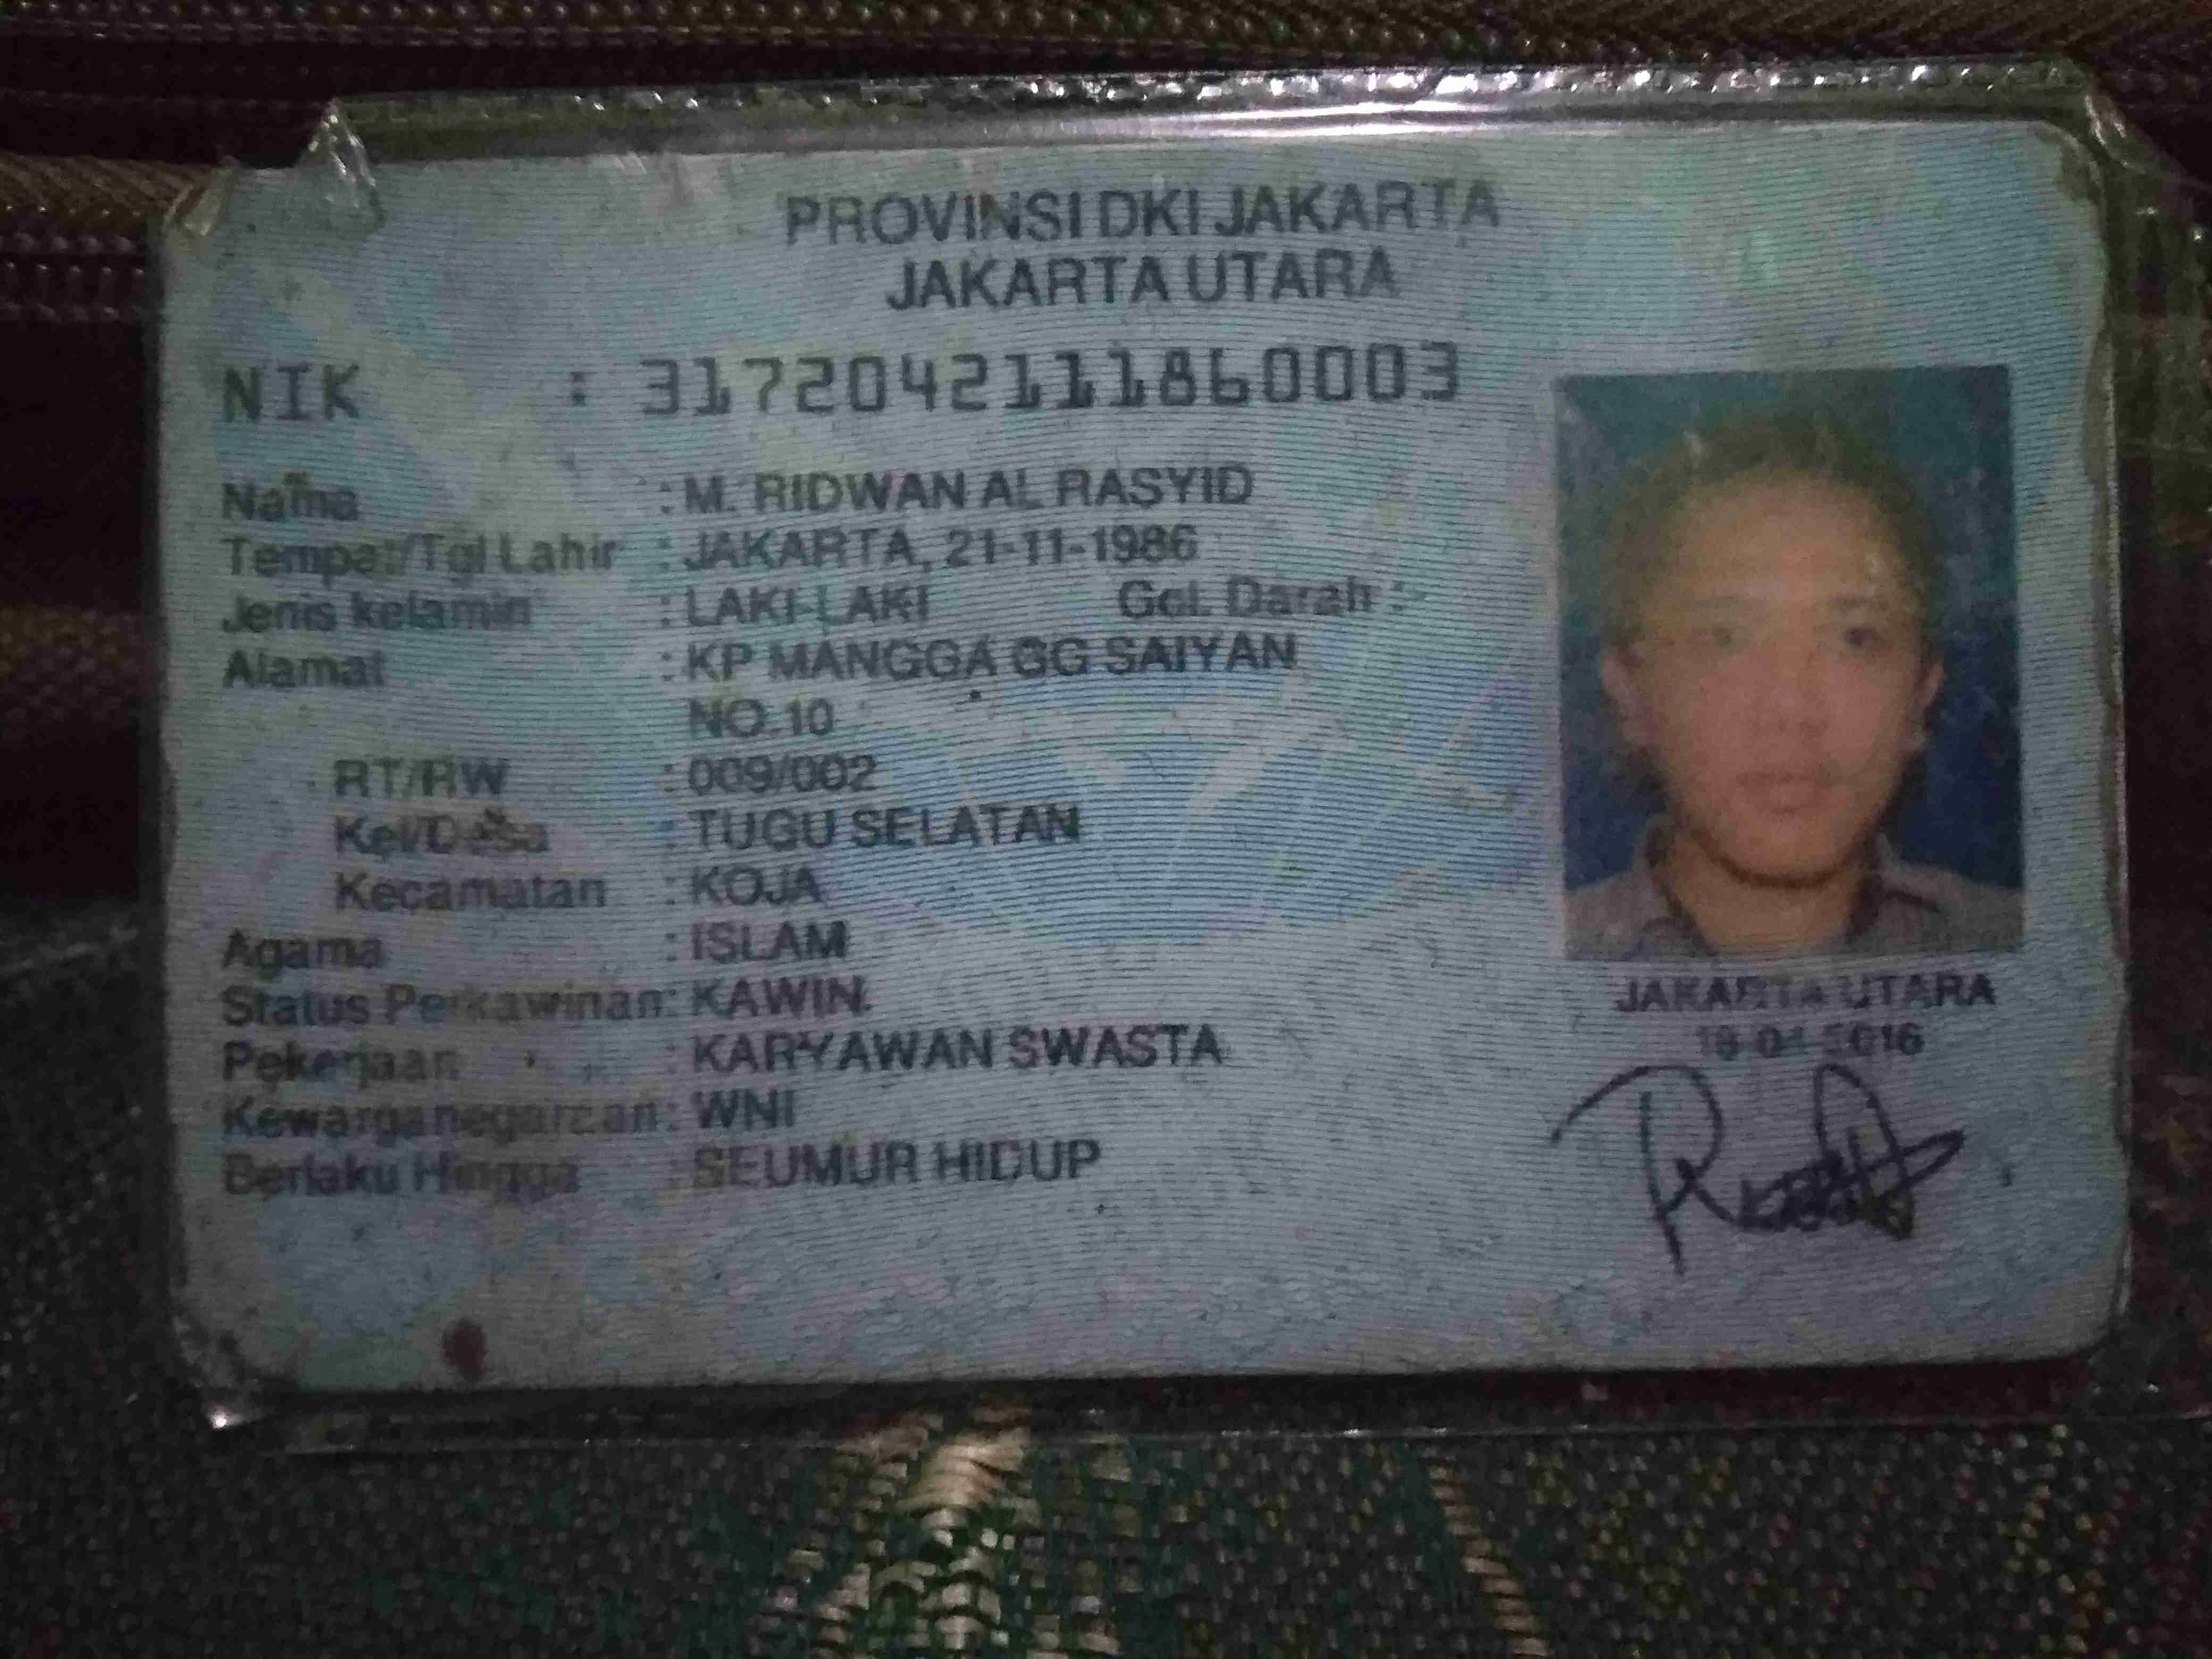 PROVINSI DKI JAKARTA
JAKARTA UTARA
NIK : 3172042111860003
Nama : M. RIDWAN AL RASYID
Tempat/Tgl Lahir : JAKARTA, 21-11-1986
Jenis kelamin : LAKI-LAKI Gol. Darah : -
Alamat : KP MANGGA GG SAIYAN
NO.10
RT/RW : 009/002
Kel/Desa : TUGU SELATAN
Kecamatan : KOJA
Agama : ISLAM
Status Perkawinan: KAWIN
Pekerjaan : KARYAWAN SWASTA
Kewarganegaraan: WNI
Berlaku Hingga : SEUMUR HIDUP
JAKARTA UTARA